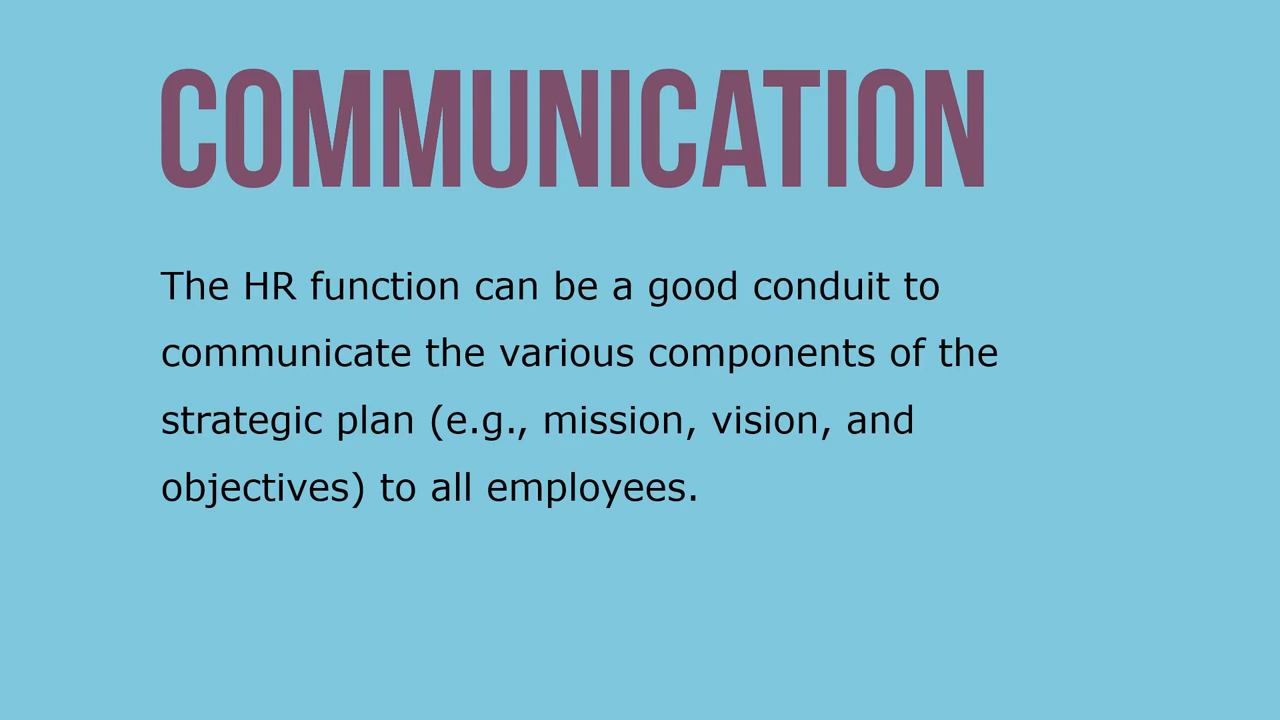 COMMUNICATION
The HR function can be a good conduit to
communicate the various components of the
strategic plan (e.g., mission, vision, and
objectives) to all employees.